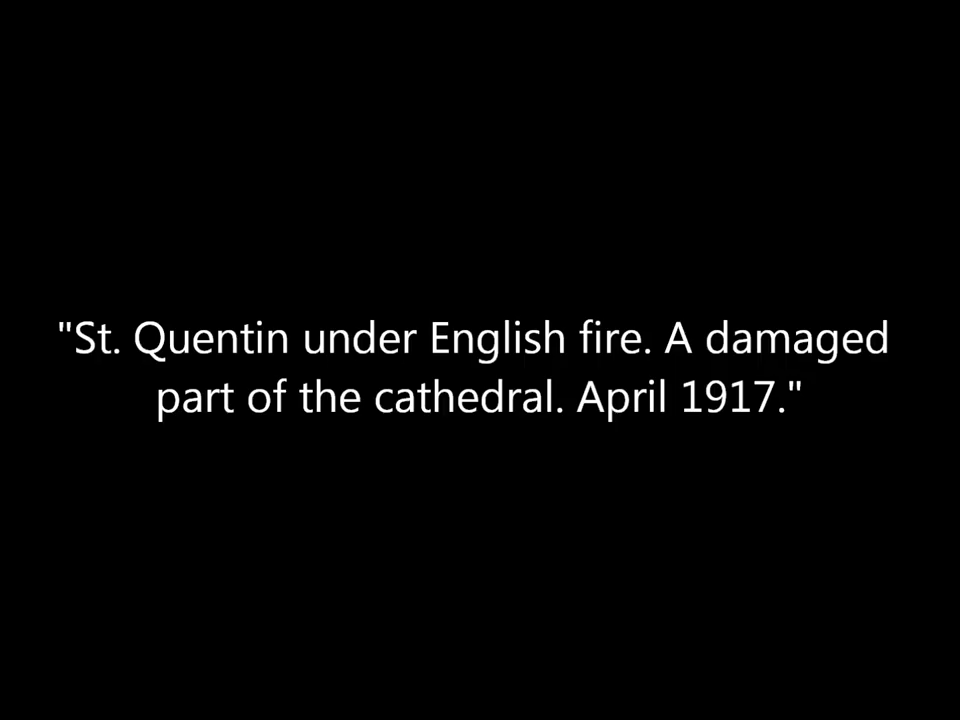 "St. Quentin under English fire. A damaged
part of the cathedral. April 1917."